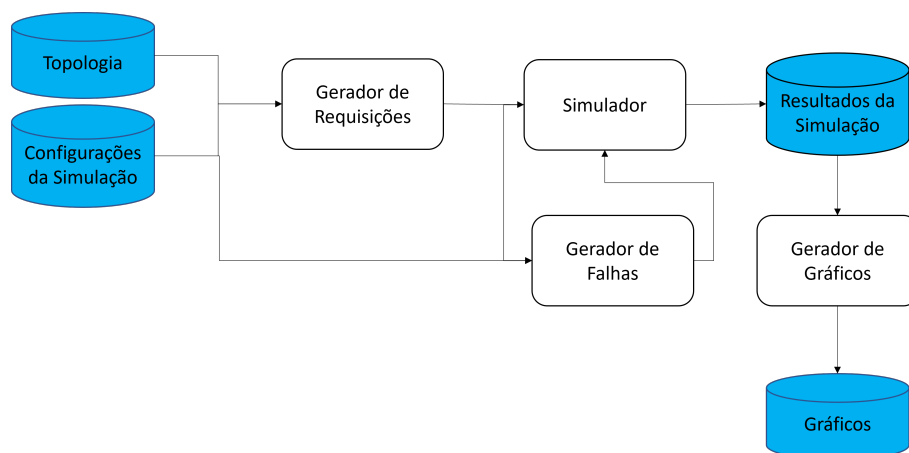 Topologia
Configurações
da Simulação
Gerador de
Requisições
Simulador
Resultados da
Simulação
Gerador de
Falhas
Gerador de
Gráficos
Gráficos